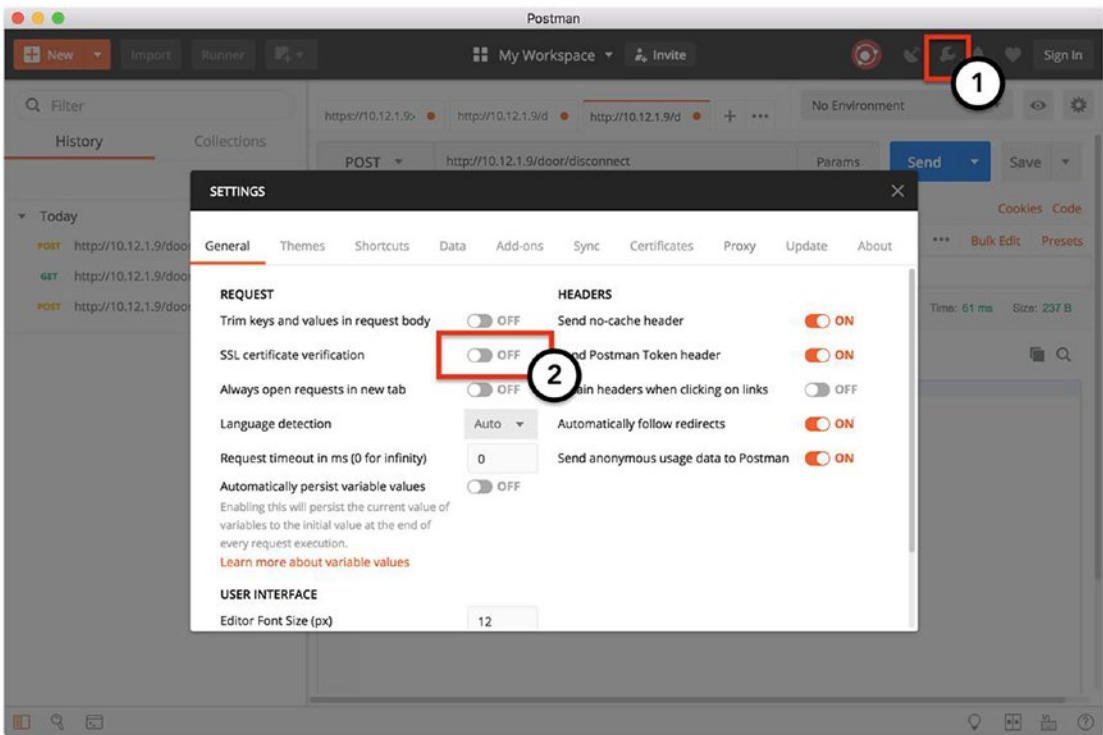 Postman
New Import Runner My Workspace Invite Sign In
1
Filter
No Environment
https://10.12.1.9> http://10.12.1.9/d http://10.12.1.9/d + •••
History Collections
POST http://10.12.1.9/door/disconnect Params Send Save
SETTINGS
Cookies Code
Today
POST http://10.12.1.9/doo
General Themes Shortcuts Data Add-ons Sync Certificates Proxy Update About
••• Bulk Edit Presets
GET http://10.12.1.9/doo
REQUEST HEADERS
POST http://10.12.1.9/doo
Time: 61 ms Size: 237 B
Trim keys and values in request body OFF Send no-cache header ON
SSL certificate verification OFF nd Postman Token header ON
2
Always open requests in new tab OFF ain headers when clicking on links OFF
Language detection Auto Automatically follow redirects ON
Request timeout in ms (0 for infinity) 0 Send anonymous usage data to Postman ON
Automatically persist variable values OFF
Enabling this will persist the current value of
variables to the initial value at the end of
every request execution.
Learn more about variable values
USER INTERFACE
Editor Font Size (px) 12